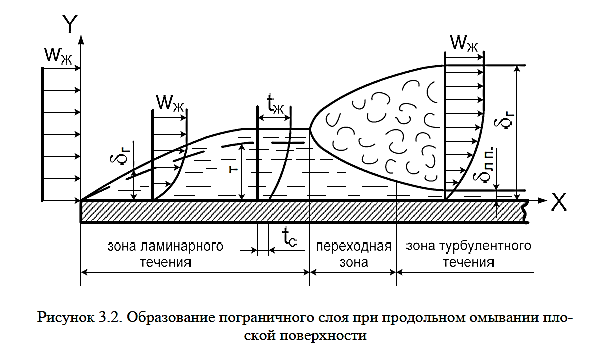 Y
Wж
Wж
tж
Wж
δг
т
δг
δл.п.
X
tс
зона ламинарного течения
переходная зона
зона турбулентного течения
Рисунок 3.2. Образование пограничного слоя при продольном омывании пло-
ской поверхности